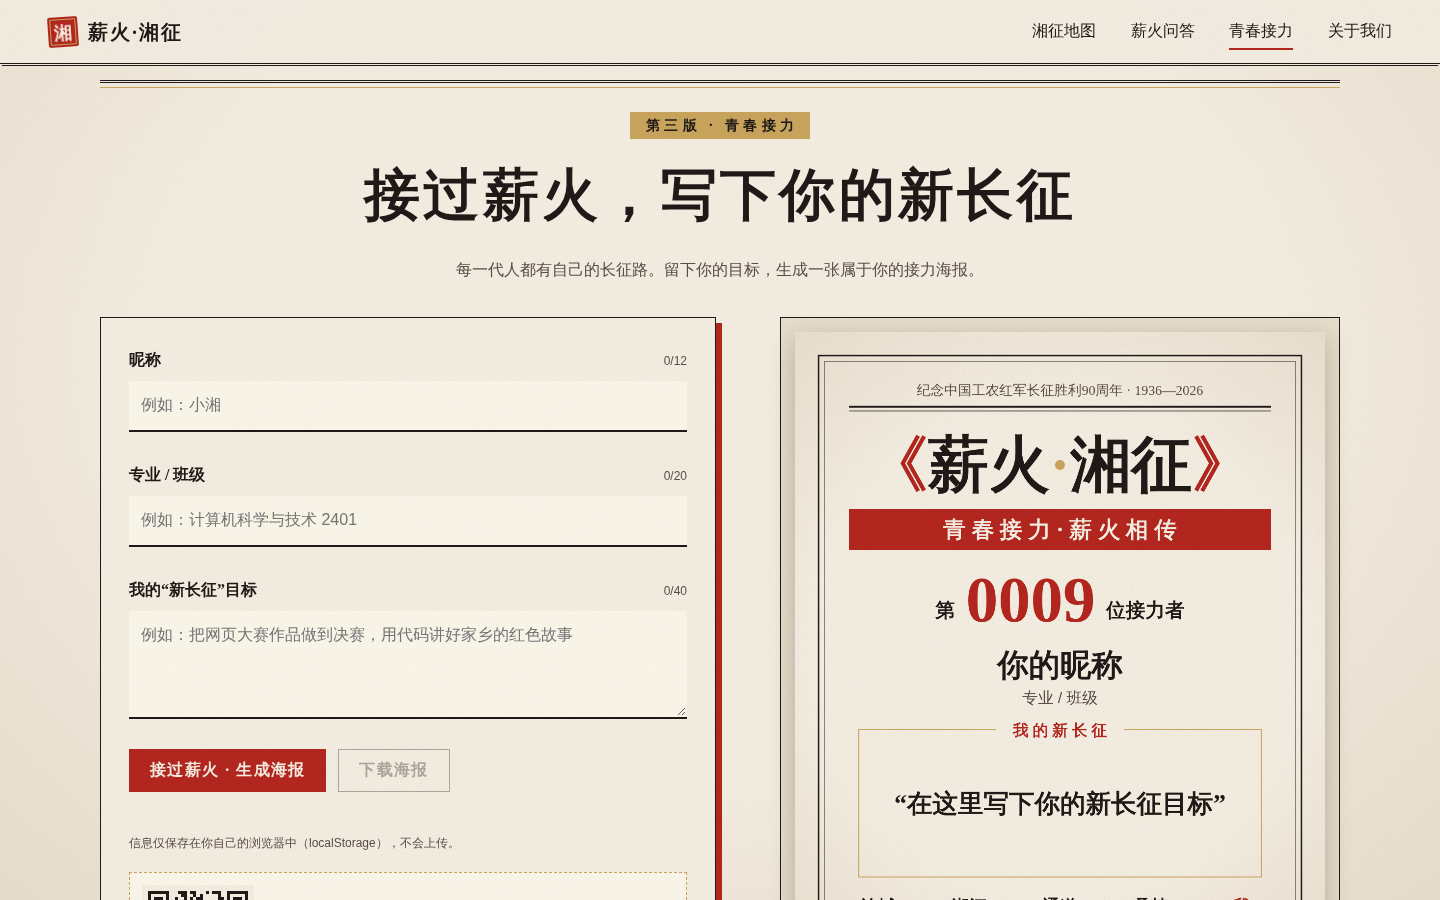 湘 薪火·湘征
湘征地图 薪火问答 青春接力 关于我们
第三版 · 青春接力
接过薪火，写下你的新长征
每一代人都有自己的长征路。留下你的目标，生成一张属于你的接力海报。
昵称 0/12
例如：小湘
专业 / 班级 0/20
例如：计算机科学与技术 2401
我的“新长征”目标 0/40
例如：把网页大赛作品做到决赛，用代码讲好家乡的红色故事
接过薪火 · 生成海报 下载海报
信息仅保存在你自己的浏览器中（localStorage），不会上传。
纪念中国工农红军长征胜利90周年 · 1936—2026
《薪火·湘征》
青春接力·薪火相传
第 0009 位接力者
你的昵称
专业 / 班级
我的新长征
“在这里写下你的新长征目标”